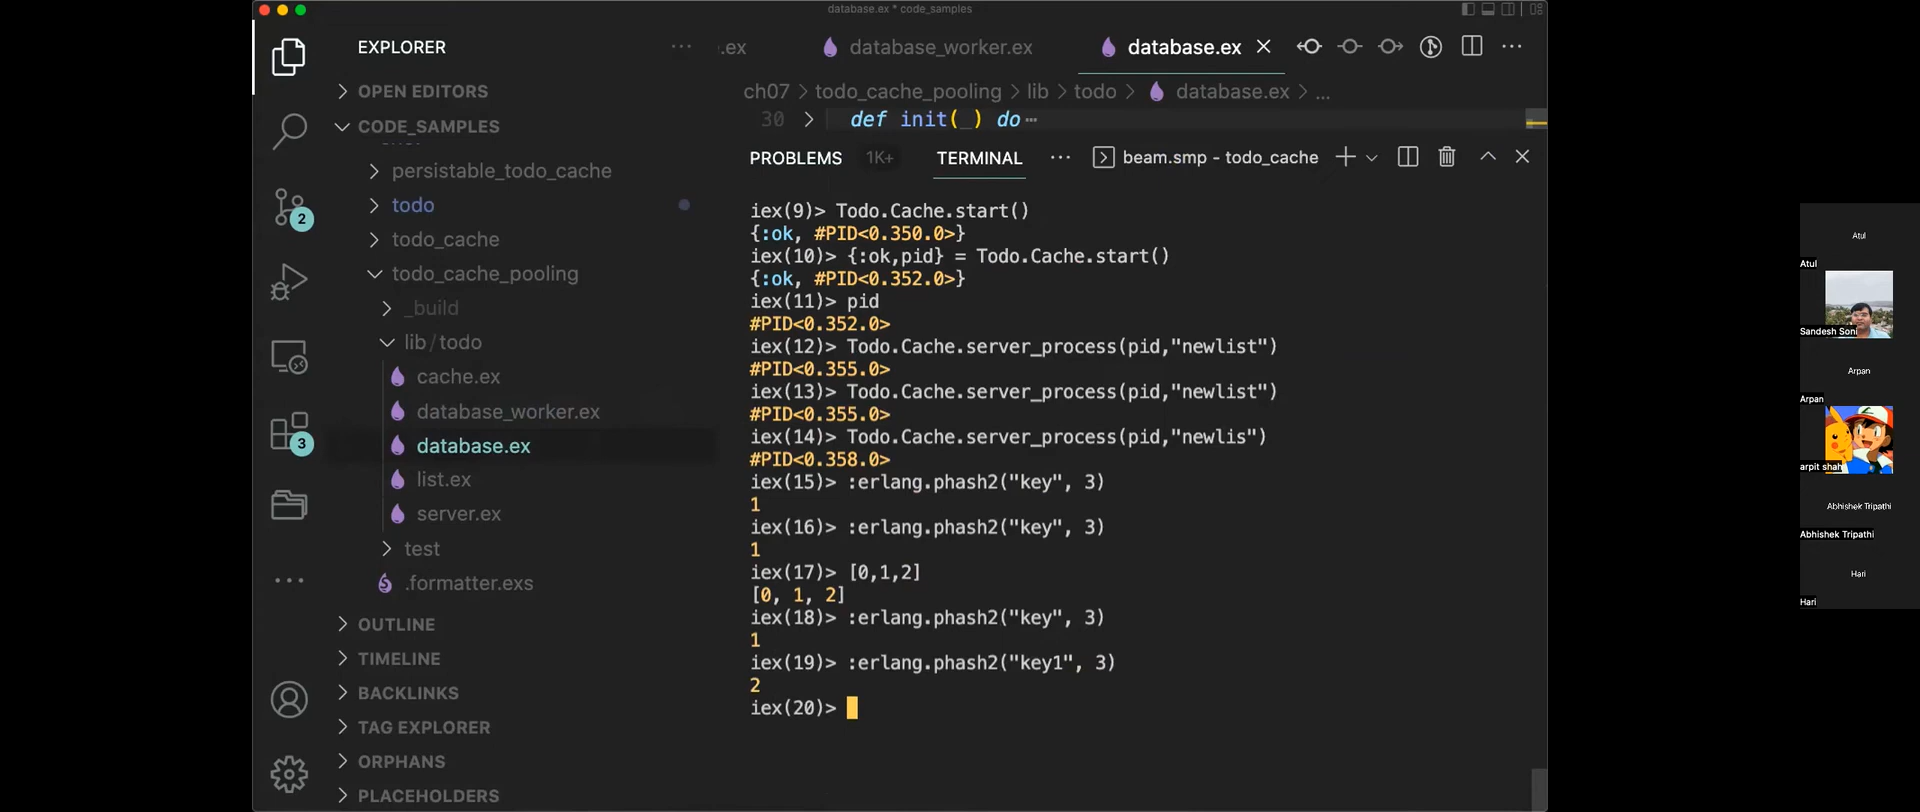 database.ex * code_samples
EXPLORER
OPEN EDITORS
CODE_SAMPLES
persistable_todo_cache
todo
todo_cache
todo_cache_pooling
_build
lib / todo
cache.ex
database_worker.ex
database.ex
list.ex
server.ex
test
.formatter.exs
OUTLINE
TIMELINE
BACKLINKS
TAG EXPLORER
ORPHANS
PLACEHOLDERS
2
3
.ex
database_worker.ex
database.ex
ch07 > todo_cache_pooling > lib > todo > database.ex > ...
30 > def init(_) do ...
PROBLEMS 1K+ TERMINAL ... beam.smp - todo_cache
iex(9)> Todo.Cache.start()
{:ok, #PID<0.350.0>}
iex(10)> {:ok,pid} = Todo.Cache.start()
{:ok, #PID<0.352.0>}
iex(11)> pid
#PID<0.352.0>
iex(12)> Todo.Cache.server_process(pid,"newlist")
#PID<0.355.0>
iex(13)> Todo.Cache.server_process(pid,"newlist")
#PID<0.355.0>
iex(14)> Todo.Cache.server_process(pid,"newlis")
#PID<0.358.0>
iex(15)> :erlang.phash2("key", 3)
1
iex(16)> :erlang.phash2("key", 3)
1
iex(17)> [0,1,2]
[0, 1, 2]
iex(18)> :erlang.phash2("key", 3)
1
iex(19)> :erlang.phash2("key1", 3)
2
iex(20)>
Atul
Atul
Sandesh Soni
Arpan
Arpan
arpit shah
Abhishek Tripathi
Abhishek Tripathi
Hari
Hari